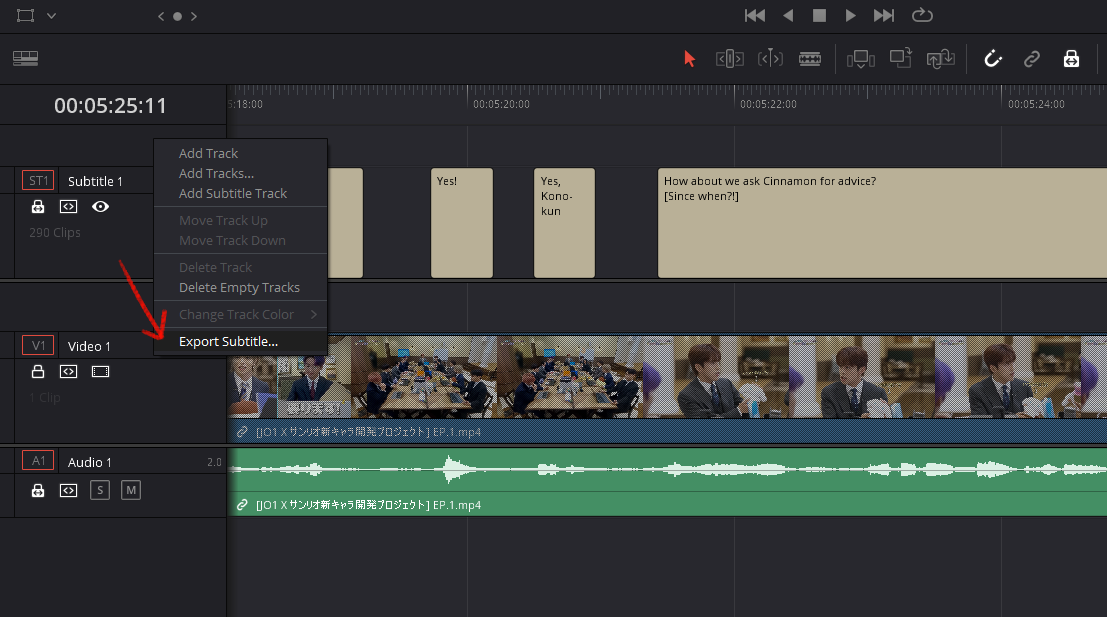 00:05:25:11
5:18:00
00:05:20:00
00:05:22:00
00:05:24:00
Add Track
Add Tracks...
Add Subtitle Track
Move Track Up
Move Track Down
Delete Track
Delete Empty Tracks
Change Track Color
Export Subtitle...
ST1
Subtitle 1
290 Clips
Yes!
Yes,
Kono-
kun
How about we ask Cinnamon for advice?
[Since when?!]
V1
Video 1
1 Clip
[JO1 X サンリオ新キャラ開発プロジェクト] EP.1.mp4
A1
Audio 1
2.0
S
M
[JO1 X サンリオ新キャラ開発プロジェクト] EP.1.mp4